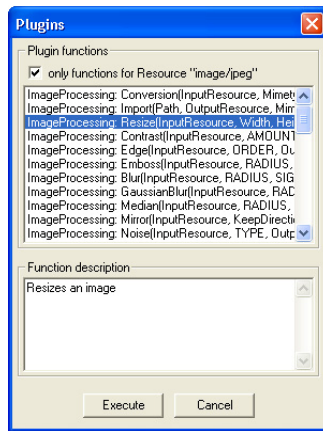 Plugins
Plugin functions
only functions for Resource "image/jpeg"
ImageProcessing: Conversion(InputResource, Mimety
ImageProcessing: Import(Path, OutputResource, Mim
ImageProcessing: Resize(InputResource, Width, Hei
ImageProcessing: Contrast(InputResource, AMOUNT
ImageProcessing: Edge(InputResource, ORDER, Ou
ImageProcessing: Emboss(InputResource, RADIUS,
ImageProcessing: Blur(InputResource, RADIUS, SIG
ImageProcessing: GaussianBlur(InputResource, RAD
ImageProcessing: Median(InputResource, RADIUS,
ImageProcessing: Mirror(InputResource, KeepDirecti
ImageProcessing: Noise(InputResource, TYPE, Outp
Function description
Resizes an image
Execute Cancel